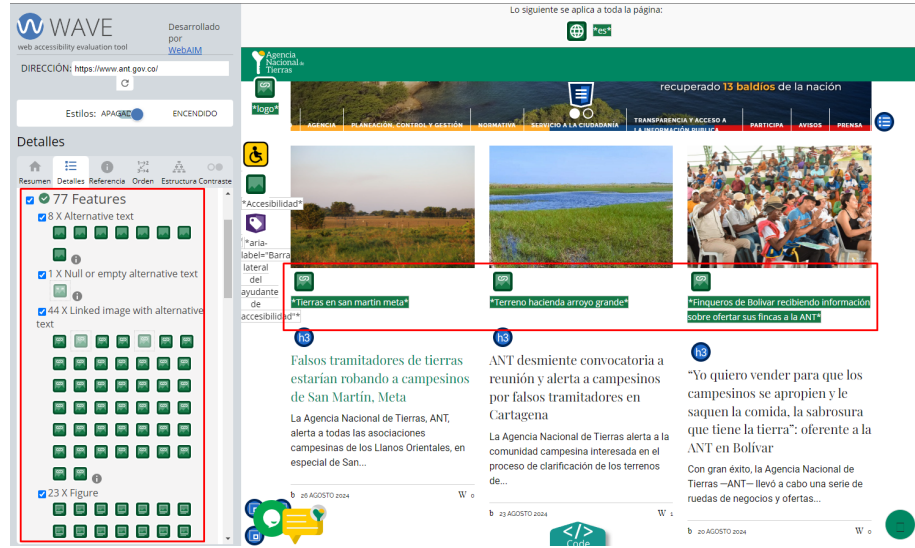 WAVE
web accessibility evaluation tool
Desarrollado
por
WebAIM
DIRECCIÓN: https://www.ant.gov.co/
Estilos: APAGADO ENCENDIDO
Detalles
Resumen Detalles Referencia Orden Estructura Contraste
77 Features
8 X Alternative text
1 X Null or empty alternative text
44 X Linked image with alternative
text
23 X Figure
Lo siguiente se aplica a toda la página:
*es*
Agencia
Nacional de
Tierras
*logo*
recuperado 13 baldíos de la nación
AGENCIA
PLANEACIÓN, CONTROL Y GESTIÓN
NORMATIVA
SERVICIO A LA CIUDADANÍA
TRANSPARENCIA Y ACCESO A
LA INFORMACIÓN PUBLICA
PARTICIPA
AVISOS
PRENSA
*Accesibilidad*
*aria-
label="Barra
lateral
del
ayudante
de
accesibilidad"*
*Tierras en san martin meta*
h3
Falsos tramitadores de tierras
estarían robando a campesinos
de San Martín, Meta
La Agencia Nacional de Tierras, ANT,
alerta a todas las asociaciones
campesinas de los Llanos Orientales, en
especial de San...
b 26 AGOSTO 2024 W 0
*Terreno hacienda arroyo grande*
h3
ANT desmiente convocatoria a
reunión y alerta a campesinos
por falsos tramitadores en
Cartagena
La Agencia Nacional de Tierras alerta a la
comunidad campesina interesada en el
proceso de clarificación de los terrenos
de...
b 23 AGOSTO 2024 W 1
*Finqueros de Bolivar recibiendo información
sobre ofertar sus fincas a la ANT*
h3
“Yo quiero vender para que los
campesinos se apropien y le
saquen la comida, la sabrosura
que tiene la tierra”: oferente a la
ANT en Bolívar
Con gran éxito, la Agencia Nacional de
Tierras —ANT— llevó a cabo una serie de
ruedas de negocios y ofertas...
b 20 AGOSTO 2024 W 0
</>
Code